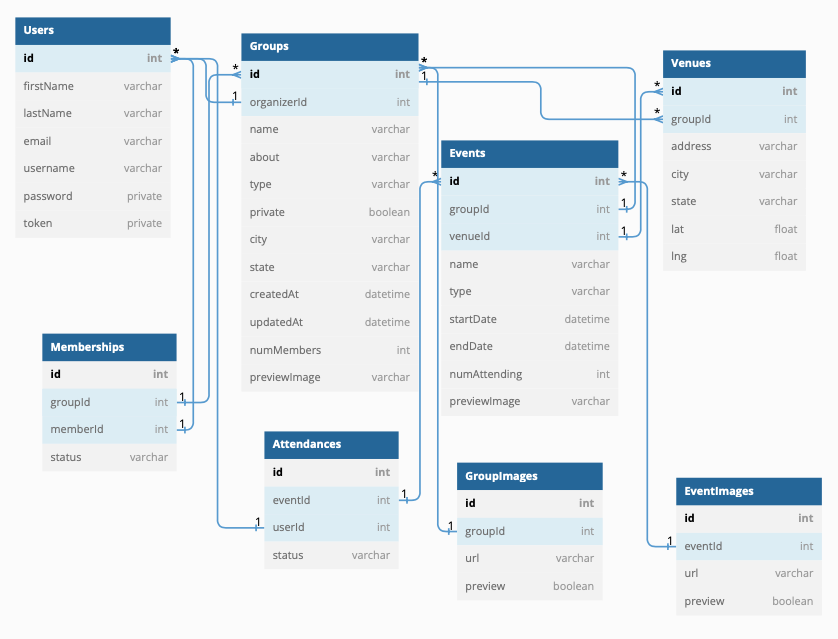 Users
id int
firstName varchar
lastName varchar
email varchar
username varchar
password private
token private
Groups
id int
organizerId int
name varchar
about varchar
type varchar
private boolean
city varchar
state varchar
createdAt datetime
updatedAt datetime
numMembers int
previewImage varchar
Venues
id int
groupId int
address varchar
city varchar
state varchar
lat float
lng float
Events
id int
groupId int
venueId int
name varchar
type varchar
startDate datetime
endDate datetime
numAttending int
previewImage varchar
Memberships
id int
groupId int
memberId int
status varchar
Attendances
id int
eventId int
userId int
status varchar
GroupImages
id int
groupId int
url varchar
preview boolean
EventImages
id int
eventId int
url varchar
preview boolean
*
*
1
*
1
*
*
*
*
1
1
1
1
1
1
1
1